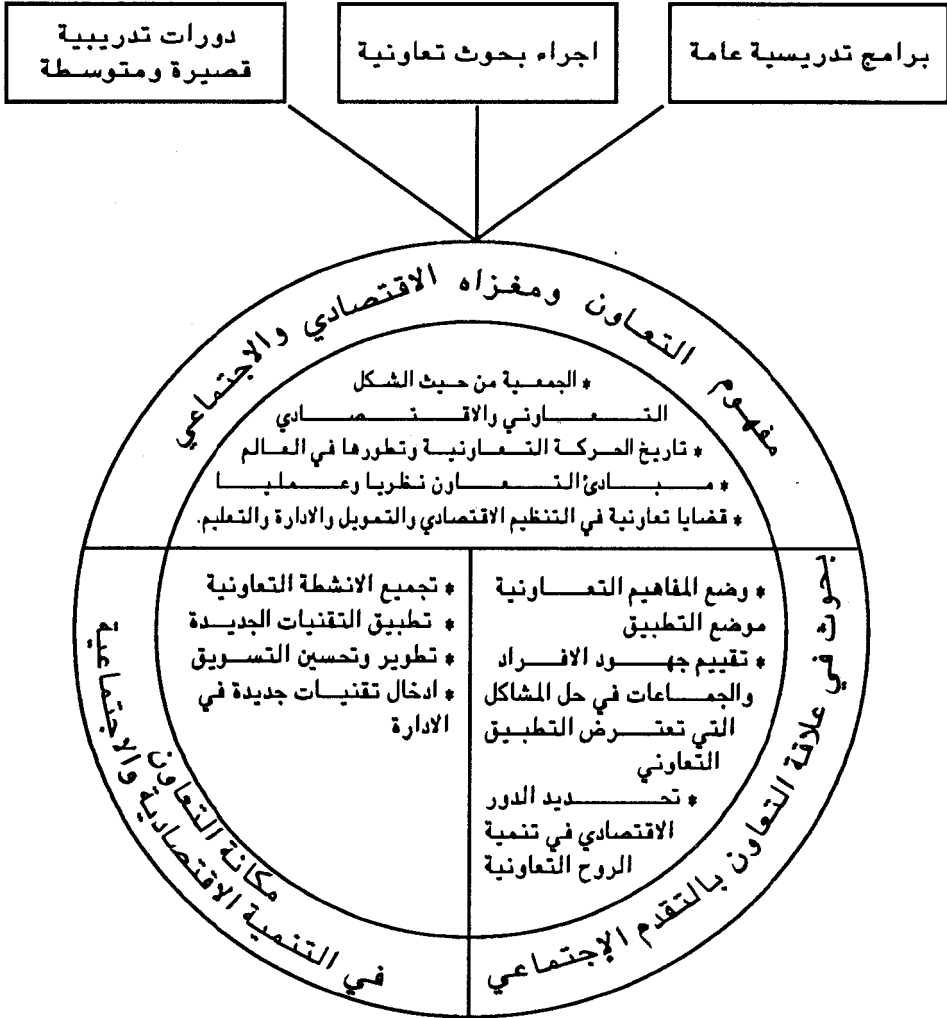 برامج تدريسية عامة
اجراء بحوث تعاونية
دورات تدريبية
قصيرة ومتوسطة
مفهوم التعاون ومغزاه الاقتصادي والاجتماعي
* الجمعية من حيث الشكل
التعاوني والاقتصادي
* تاريخ الحركة التعاونية وتطورها في العالم
* مبادئ التعاون نظريا وعمليا
* قضايا تعاونية في التنظيم الاقتصادي والتمويل والادارة والتعليم.
بحوث في علاقة التعاون بالتقدم الإجتماعي
* وضع المفاهيم التعاونية
موضع التطبيق
* تقييم جهود الافراد
والجماعات في حل المشاكل
التي تعترض التطبيق
التعاوني
* تحديد الدور
الاقتصادي في تنمية
الروح التعاونية
* تجميع الانشطة التعاونية
* تطبيق التقنيات الجديدة
* تطوير وتحسين التسويق
* ادخال تقنيات جديدة في
الادارة
مكانة التعاون
في التنمية الاقتصادية والاجتماعية